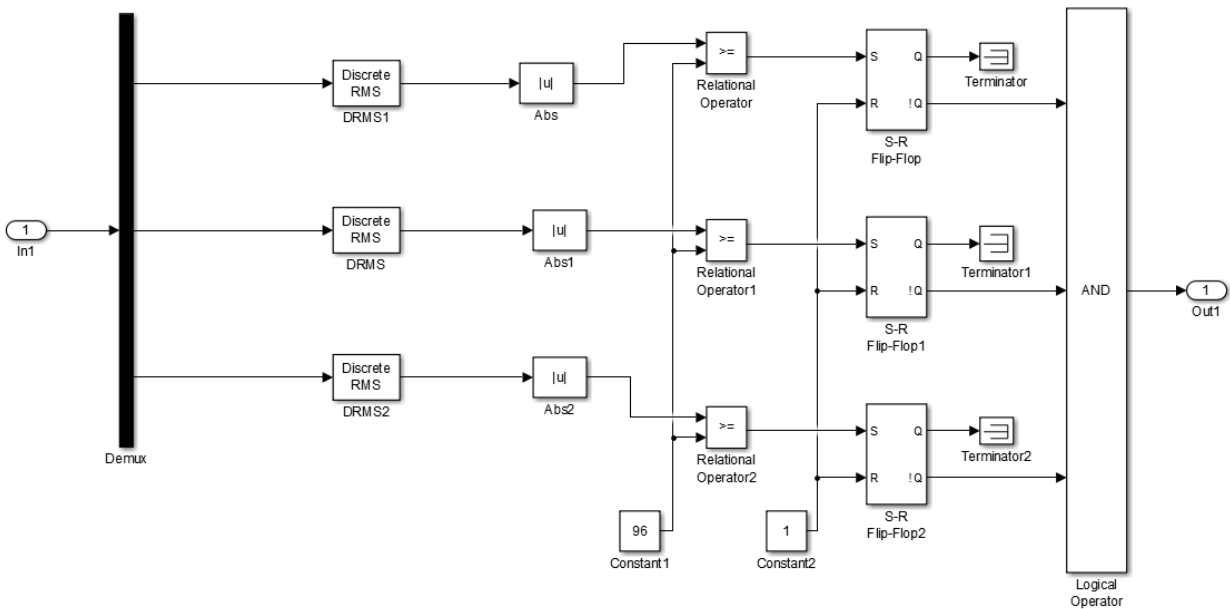 Discrete
RMS
DRMS1
|u|
Abs
>=
Relational
Operator
S
Q
R
!Q
S-R
Flip-Flop
Terminator
1
In1
Demux
Discrete
RMS
DRMS
|u|
Abs1
>=
Relational
Operator1
S
Q
R
!Q
S-R
Flip-Flop1
Terminator1
AND
1
Out1
Discrete
RMS
DRMS2
|u|
Abs2
>=
Relational
Operator2
S
Q
R
!Q
S-R
Flip-Flop2
Terminator2
96
Constant1
1
Constant2
Logical
Operator